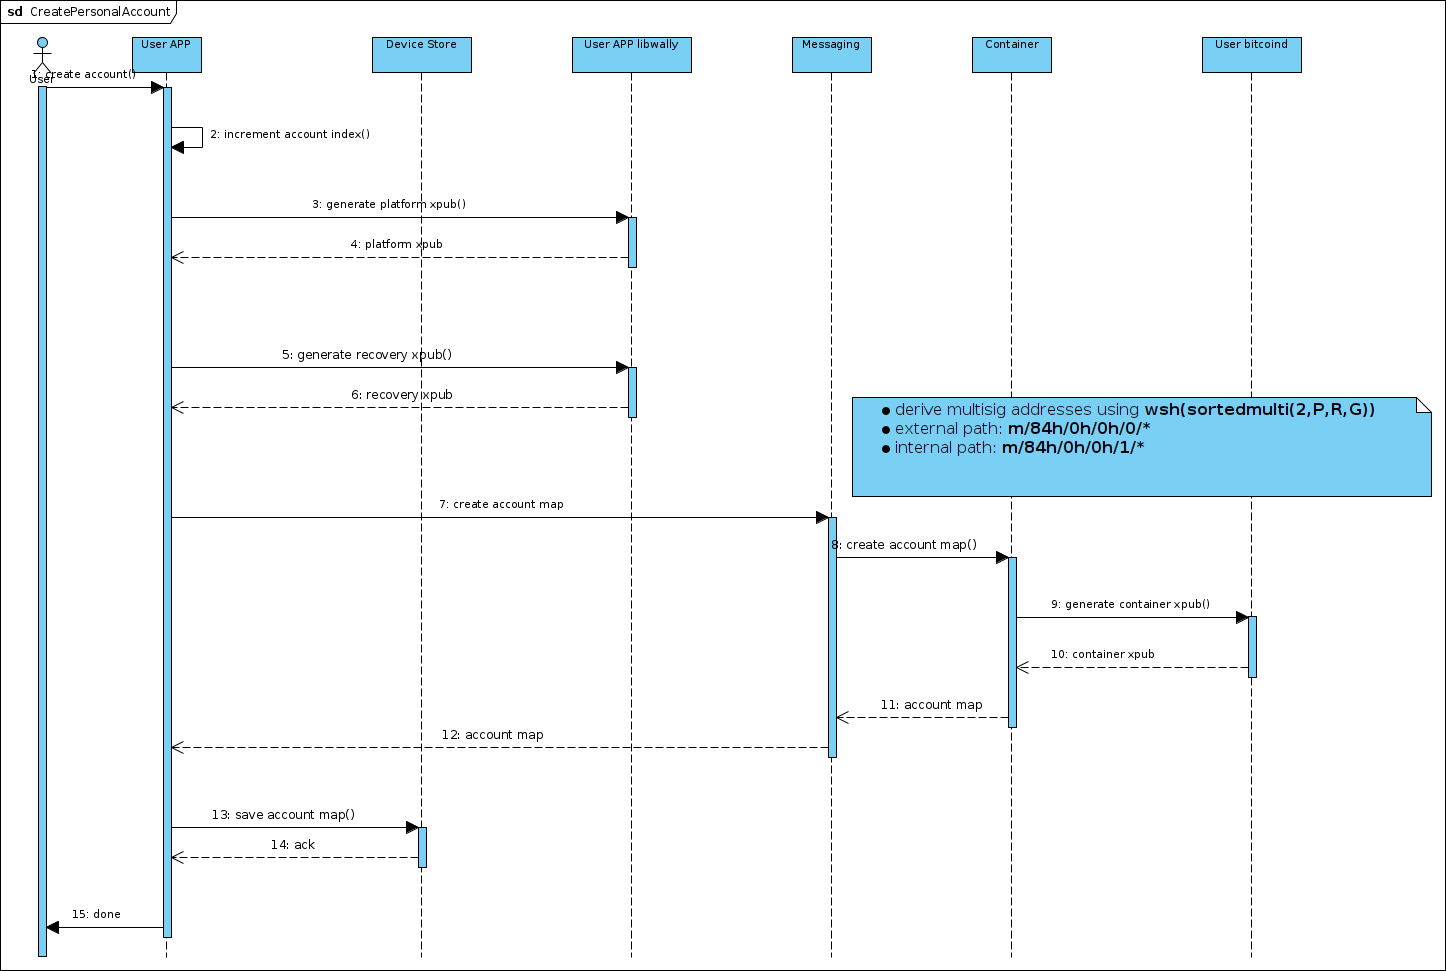 sd CreatePersonalAccount
User APP
Device Store
User APP libwally
Messaging
Container
User bitcoind
User
1: create account()
2: increment account index()
3: generate platform xpub()
4: platform xpub
5: generate recovery xpub()
6: recovery xpub
● derive multisig addresses using wsh(sortedmulti(2,P,R,G))
● external path: m/84h/0h/0h/0/*
● internal path: m/84h/0h/0h/1/*
7: create account map
8: create account map()
9: generate container xpub()
10: container xpub
11: account map
12: account map
13: save account map()
14: ack
15: done